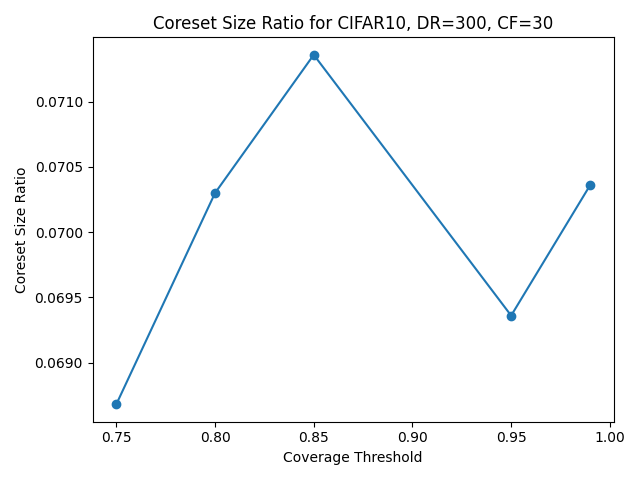 Coreset Size Ratio for CIFAR10, DR=300, CF=30
Coreset Size Ratio
0.0710
0.0705
0.0700
0.0695
0.0690
0.75 0.80 0.85 0.90 0.95 1.00
Coverage Threshold